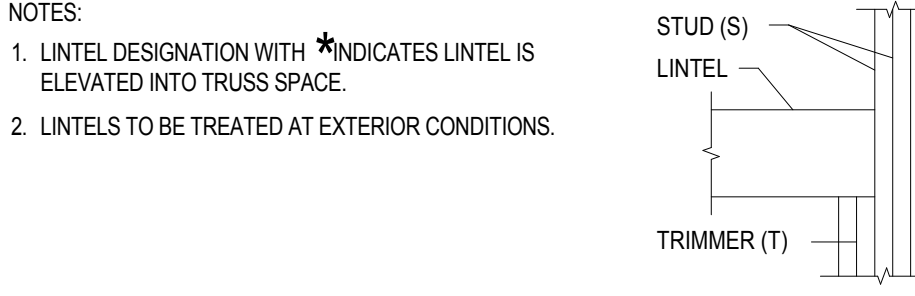 NOTES:
1. LINTEL DESIGNATION WITH *INDICATES LINTEL IS
ELEVATED INTO TRUSS SPACE.
2. LINTELS TO BE TREATED AT EXTERIOR CONDITIONS.
STUD (S)
LINTEL
TRIMMER (T)